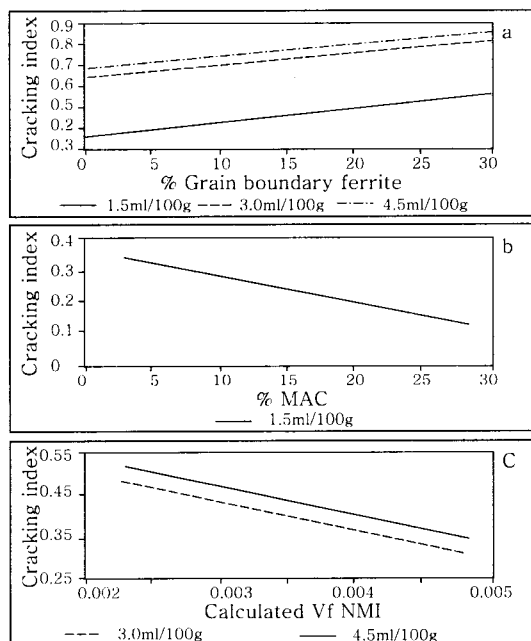 a
Cracking index
0.9
0.8
0.7
0.6
0.5
0.2
0.3
0 5 10 15 20 25 30
% Grain boundary ferrite
1.5ml/100g 3.0ml/100g 4.5ml/100g
b
Cracking index
0.4
0.3
0.2
0.1
0
0 5 10 15 20 25 30
% MAC
1.5ml/100g
C
Cracking index
0.55
0.45
0.35
0.25
0.002 0.003 0.004 0.005
Calculated Vf NMI
3.0ml/100g 4.5ml/100g